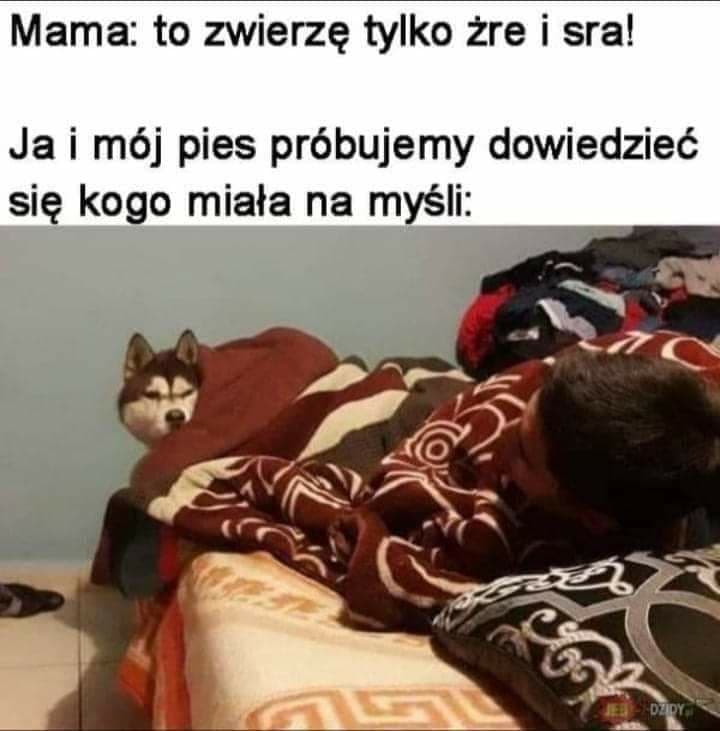 Mama: to zwierzę tylko żre i sra!
Ja i mój pies próbujemy dowiedzieć
się kogo miała na myśli: